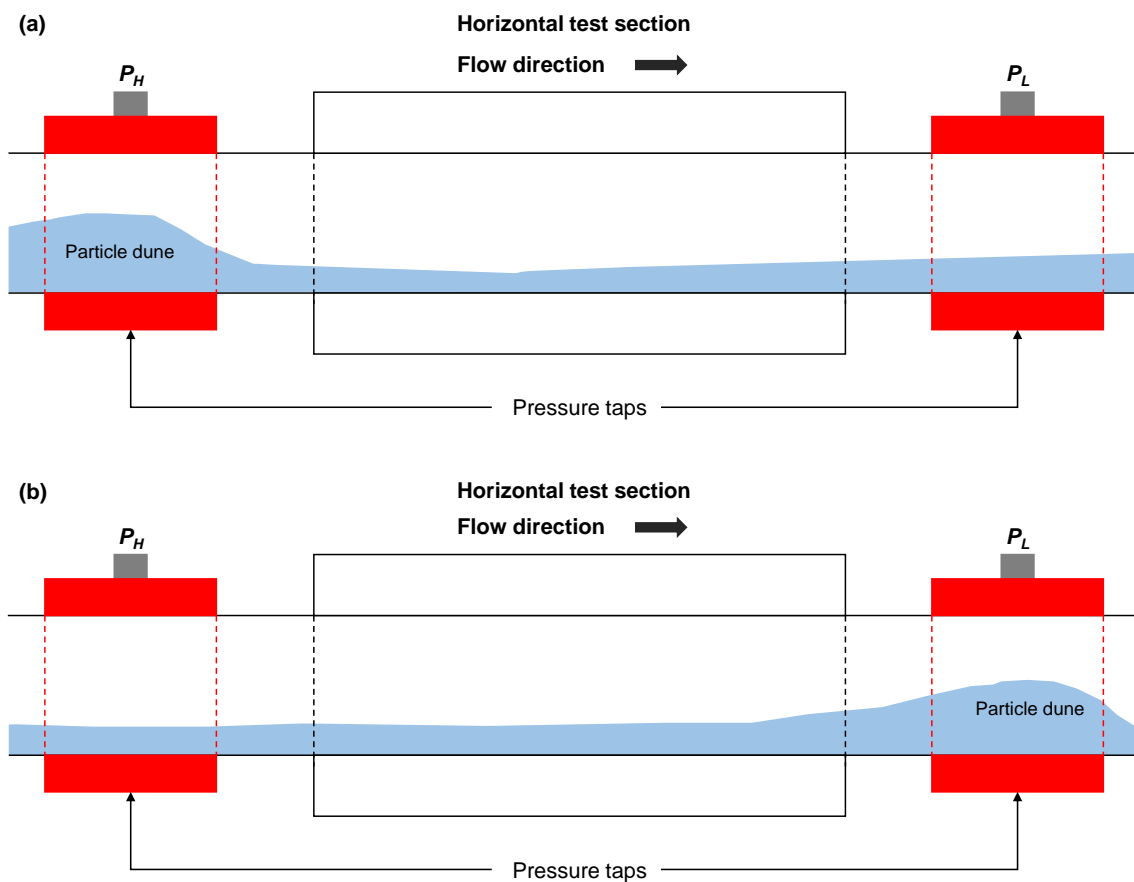 (a)
Horizontal test section
Flow direction
P_H
P_L
Particle dune
Pressure taps
(b)
Horizontal test section
Flow direction
P_H
P_L
Particle dune
Pressure taps